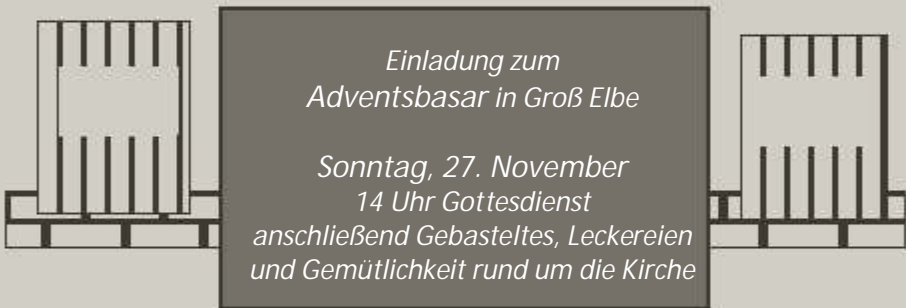 Einladung zum
Adventsbasar in Groß Elbe
Sonntag, 27. November
14 Uhr Gottesdienst
anschließend Gebasteltes, Leckereien
und Gemütlichkeit rund um die Kirche